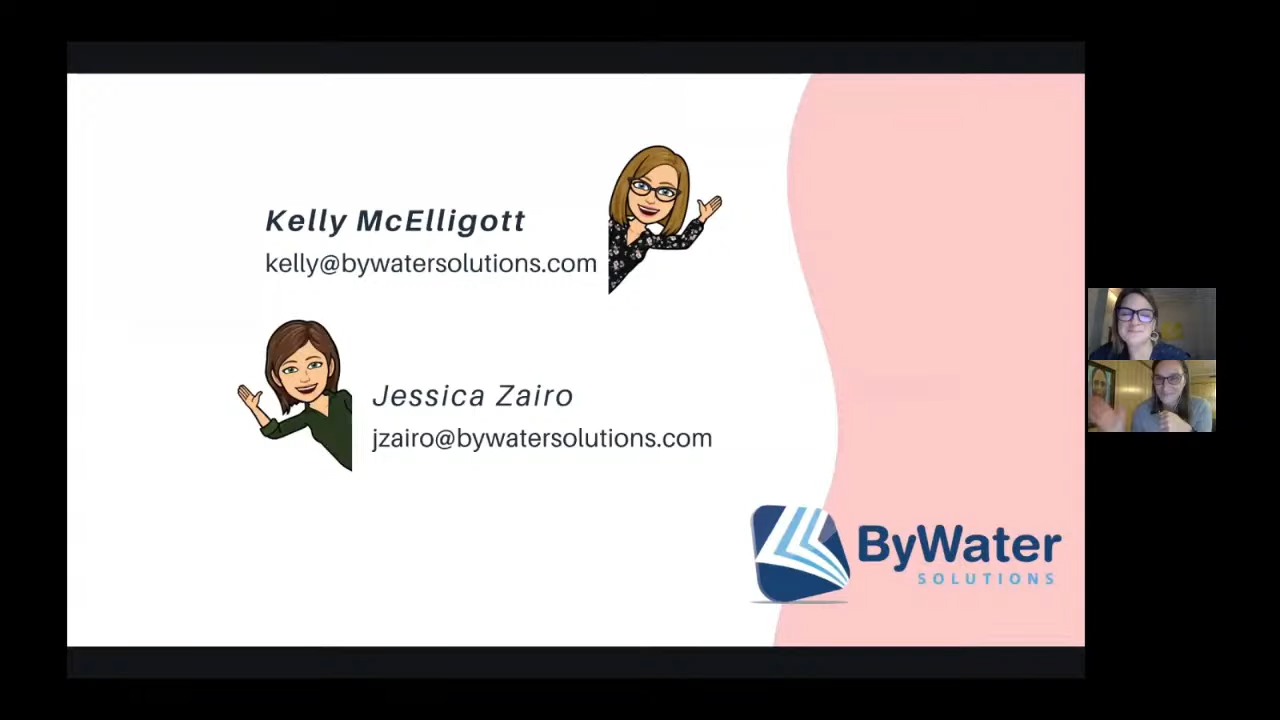 Kelly McElligott
kelly@bywatersolutions.com
Jessica Zairo
jzairo@bywatersolutions.com
ByWater
SOLUTIONS